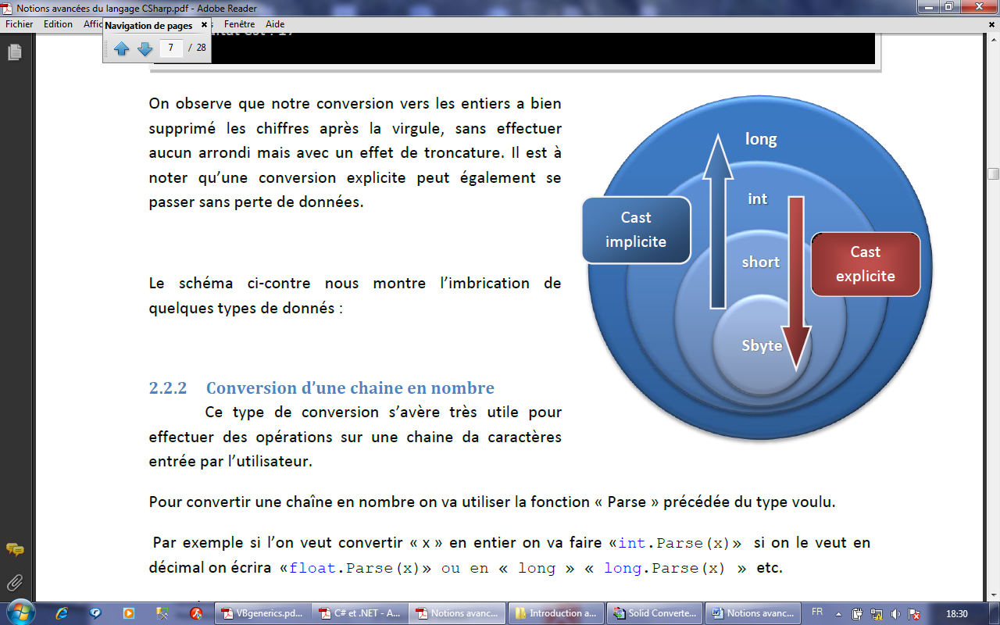 Notions avancées du langage CSharp.pdf - Adobe Reader
Fichier Edition Affic Fenêtre Aide
Navigation de pages
7 / 28
est : 17
On observe que notre conversion vers les entiers a bien
supprimé les chiffres après la virgule, sans effectuer
aucun arrondi mais avec un effet de troncature. Il est à
noter qu’une conversion explicite peut également se
passer sans perte de données.
Le schéma ci-contre nous montre l’imbrication de
quelques types de donnés :
long
int
short
Sbyte
Cast
implicite
Cast
explicite
2.2.2 Conversion d’une chaine en nombre
Ce type de conversion s’avère très utile pour
effectuer des opérations sur une chaine da caractères
entrée par l’utilisateur.
Pour convertir une chaîne en nombre on va utiliser la fonction « Parse » précédée du type voulu.
Par exemple si l’on veut convertir « x » en entier on va faire «int.Parse(x)» si on le veut en
décimal on écrira «float.Parse(x)» ou en « long » « long.Parse(x) » etc.
VBgenerics.pd... C# et .NET - A... Notions avanc... Introduction a... Solid Converte... Notions avanc... FR 18:30